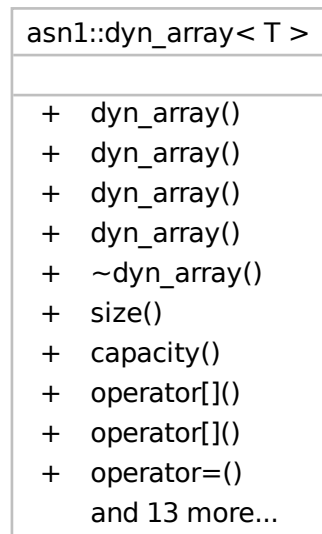 asn1::dyn_array< T >
+ dyn_array()
+ dyn_array()
+ dyn_array()
+ dyn_array()
+ ~dyn_array()
+ size()
+ capacity()
+ operator[]()
+ operator[]()
+ operator=()
and 13 more...